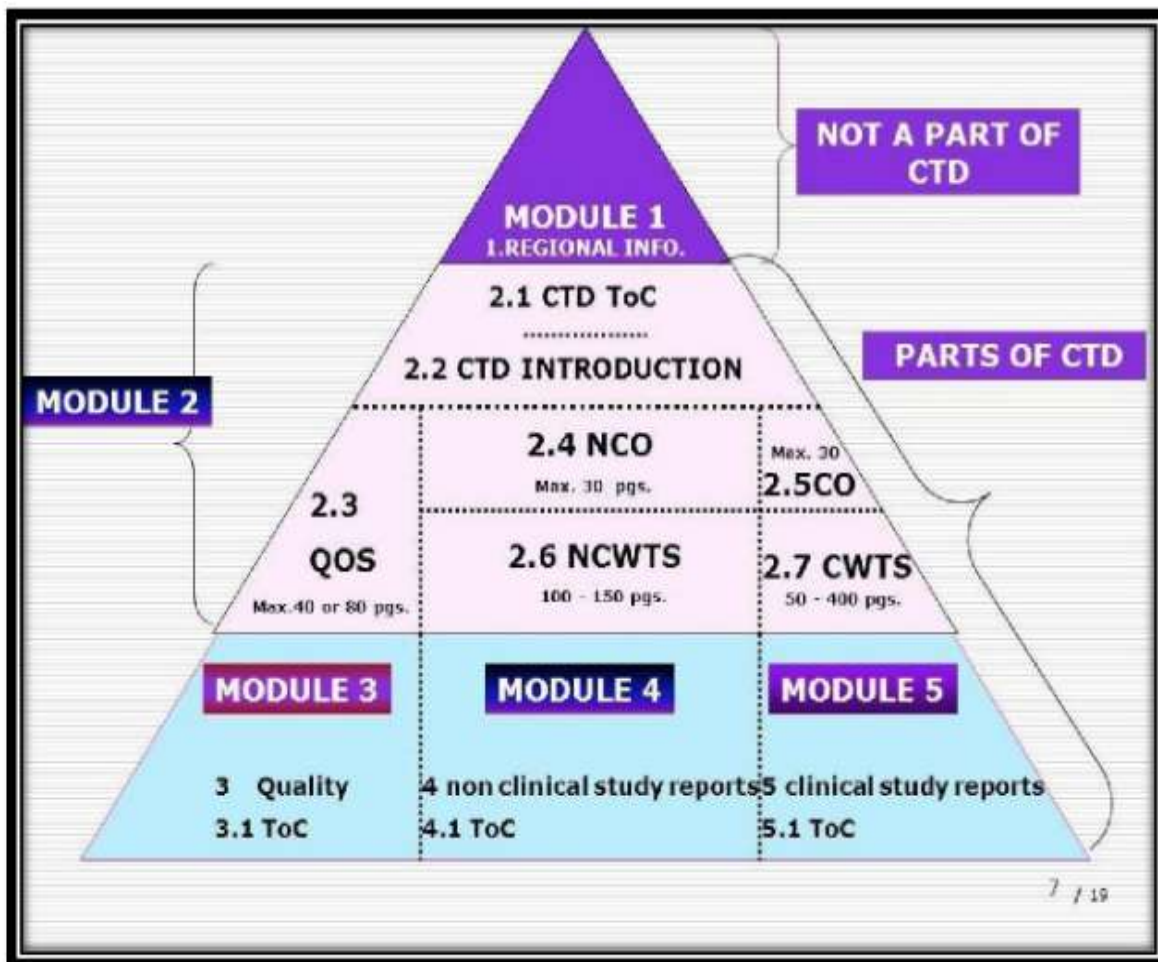 NOT A PART OF
CTD
MODULE 1
1.REGIONAL INFO.
2.1 CTD ToC
2.2 CTD INTRODUCTION
PARTS OF CTD
MODULE 2
2.3
QOS
Max.40 or 80 pgs.
2.4 NCO
Max. 30 pgs.
Max. 30
2.5CO
2.6 NCWTS
100 - 150 pgs.
2.7 CWTS
50 - 400 pgs.
MODULE 3
MODULE 4
MODULE 5
3 Quality
3.1 ToC
4 non clinical study reports
4.1 ToC
5 clinical study reports
5.1 ToC
7 / 19